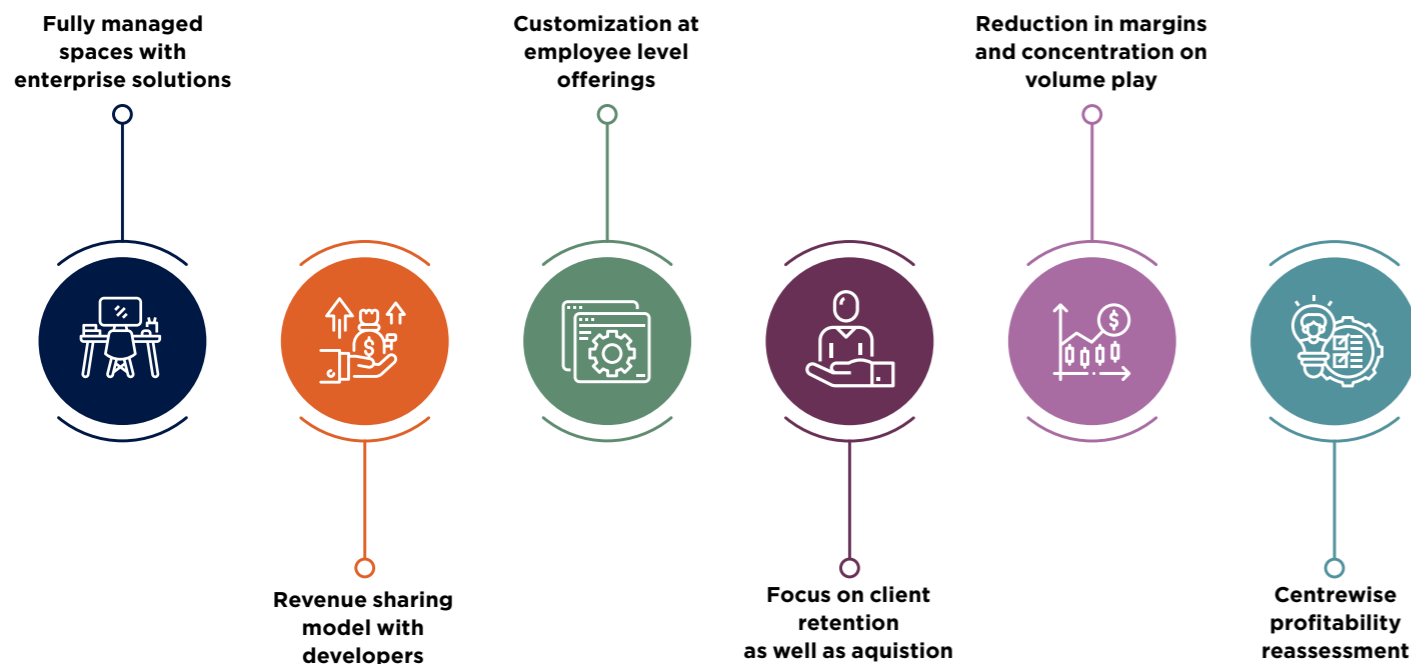 Fully managed
spaces with
enterprise solutions
Revenue sharing
model with
developers
Customization at
employee level
offerings
Focus on client
retention
as well as aquistion
Reduction in margins
and concentration on
volume play
Centrewise
profitability
reassessment
$
$